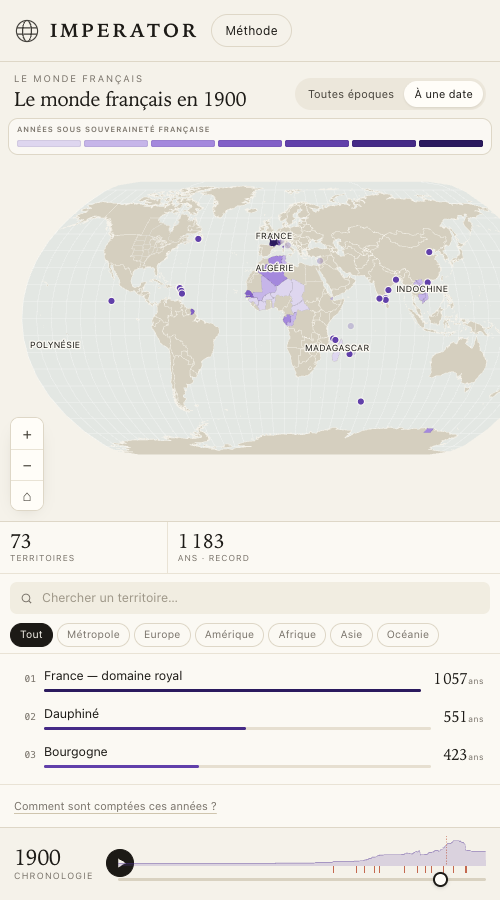 IMPERATOR
Méthode
LE MONDE FRANÇAIS
Le monde français en 1900
Toutes époques
À une date
ANNÉES SOUS SOUVERAINETÉ FRANÇAISE
FRANCE
ALGÉRIE
INDOCHINE
POLYNÉSIE
MADAGASCAR
+
−
73
TERRITOIRES
1 183
ANS · RECORD
Chercher un territoire...
Tout
Métropole
Europe
Amérique
Afrique
Asie
Océanie
01 France — domaine royal 1 057 ans
02 Dauphiné 551 ans
03 Bourgogne 423 ans
Comment sont comptées ces années ?
1900
CHRONOLOGIE